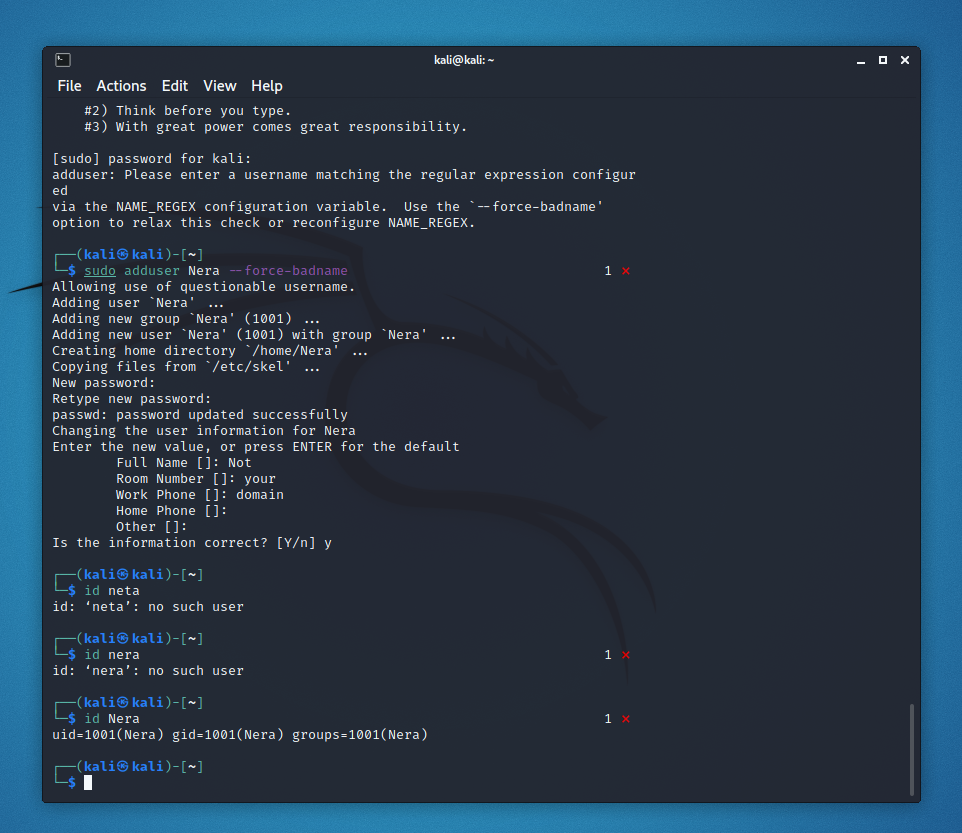 kali@kali: ~
File Actions Edit View Help
#2) Think before you type.
#3) With great power comes great responsibility.
[sudo] password for kali:
adduser: Please enter a username matching the regular expression configur
ed
via the NAME_REGEX configuration variable.  Use the `--force-badname'
option to relax this check or reconfigure NAME_REGEX.
┌──(kali㉿kali)-[~]
└─$ sudo adduser Nera --force-badname 1 ⨯
Allowing use of questionable username.
Adding user `Nera' ...
Adding new group `Nera' (1001) ...
Adding new user `Nera' (1001) with group `Nera' ...
Creating home directory `/home/Nera' ...
Copying files from `/etc/skel' ...
New password:
Retype new password:
passwd: password updated successfully
Changing the user information for Nera
Enter the new value, or press ENTER for the default
Full Name []: Not
Room Number []: your
Work Phone []: domain
Home Phone []:
Other []:
Is the information correct? [Y/n] y
┌──(kali㉿kali)-[~]
└─$ id neta
id: ‘neta’: no such user
┌──(kali㉿kali)-[~]
└─$ id nera 1 ⨯
id: ‘nera’: no such user
┌──(kali㉿kali)-[~]
└─$ id Nera 1 ⨯
uid=1001(Nera) gid=1001(Nera) groups=1001(Nera)
┌──(kali㉿kali)-[~]
└─$